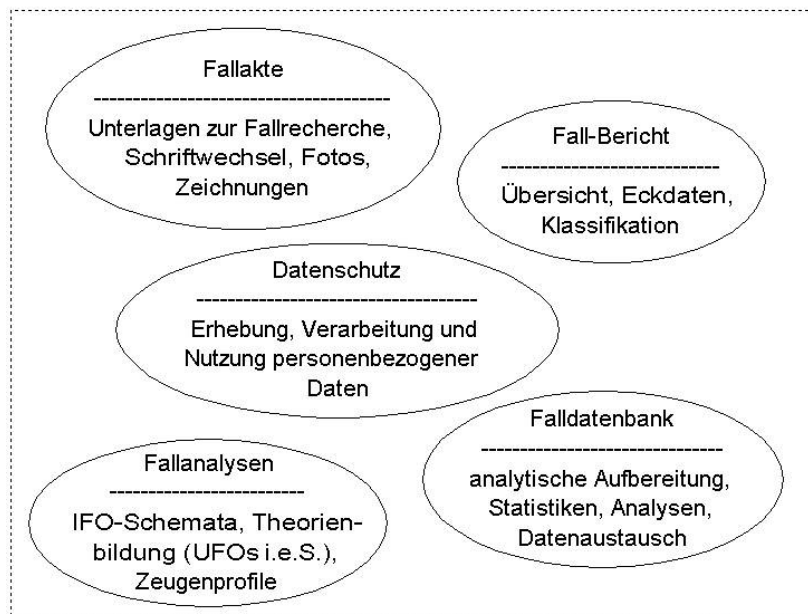 Fallakte
--------------------------------------
Unterlagen zur Fallrecherche,
Schriftwechsel, Fotos,
Zeichnungen
Fall-Bericht
----------------------------
Übersicht, Eckdaten,
Klassifikation
Datenschutz
------------------------------------
Erhebung, Verarbeitung und
Nutzung personenbezogener
Daten
Falldatenbank
-------------------------------
analytische Aufbereitung,
Statistiken, Analysen,
Datenaustausch
Fallanalysen
-------------------------
IFO-Schemata, Theorien-
bildung (UFOs i.e.S.),
Zeugenprofile